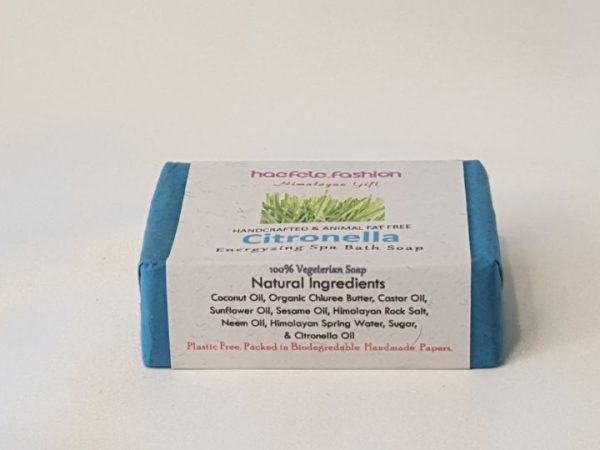 haefele.fashion
Himalayan Gift
HANDCRAFTED & ANIMAL FAT FREE
Citronella
Energyzing Spa Bath Soap
100% Vegeterian Soap
Natural Ingredients
Coconut Oil, Organic Chiuree Butter, Castor Oil,
Sunflower Oil, Sesame Oil, Himalayan Rock Salt,
Neem Oil, Himalayan Spring Water, Sugar,
& Citronella Oil
Plastic Free. Packed in Biodegredable Handmade Papers.